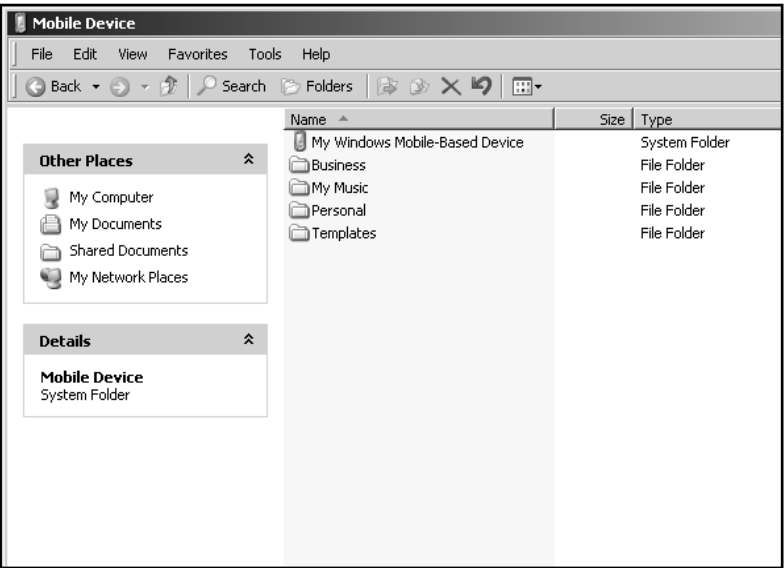 Mobile Device
File Edit View Favorites Tools Help
Back Search Folders
Name Size Type
Other Places
My Computer
My Documents
Shared Documents
My Network Places
Details
Mobile Device
System Folder
My Windows Mobile-Based Device System Folder
Business File Folder
My Music File Folder
Personal File Folder
Templates File Folder